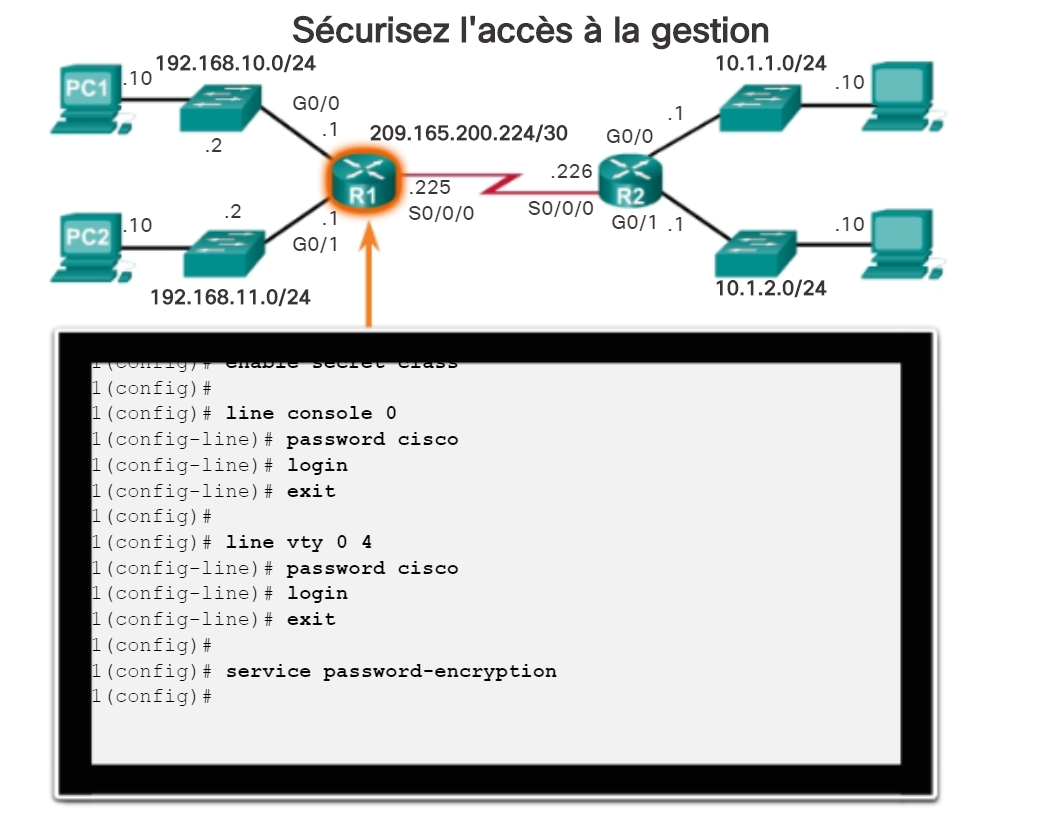 Sécurisez l'accès à la gestion
192.168.10.0/24
10.1.1.0/24
PC1
.10
.10
G0/0
.1
.1
209.165.200.224/30
G0/0
.2
.226
R1
.225
R2
S0/0/0
S0/0/0
.2
.1
G0/1
.1
PC2
.10
G0/1
.10
192.168.11.0/24
10.1.2.0/24
1(config)# enable secret class
1(config)#
1(config)# line console 0
1(config-line)# password cisco
1(config-line)# login
1(config-line)# exit
1(config)#
1(config)# line vty 0 4
1(config-line)# password cisco
1(config-line)# login
1(config-line)# exit
1(config)#
1(config)# service password-encryption
1(config)#